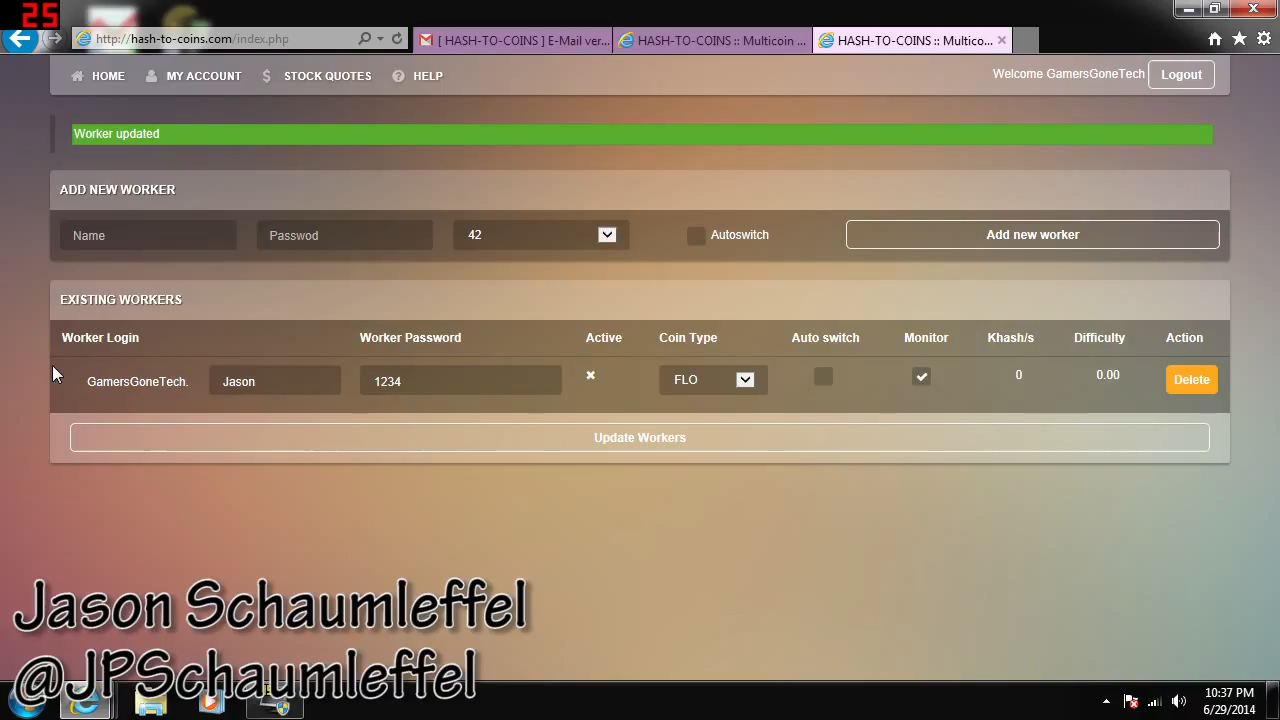 25
http://hash-to-coins.com/index.php
[ HASH-TO-COINS ] E-Mail ver...
HASH-TO-COINS :: Multicoin ...
HASH-TO-COINS :: Multico...
HOME MY ACCOUNT $ STOCK QUOTES ? HELP
Welcome GamersGoneTech Logout
Worker updated
ADD NEW WORKER
Name Passwod 42 Autoswitch Add new worker
EXISTING WORKERS
Worker Login Worker Password Active Coin Type Auto switch Monitor Khash/s Difficulty Action
GamersGoneTech. Jason 1234 FLO 0 0.00 Delete
Update Workers
Jason Schaumleffel
@JPSchaumleffel
10:37 PM
6/29/2014